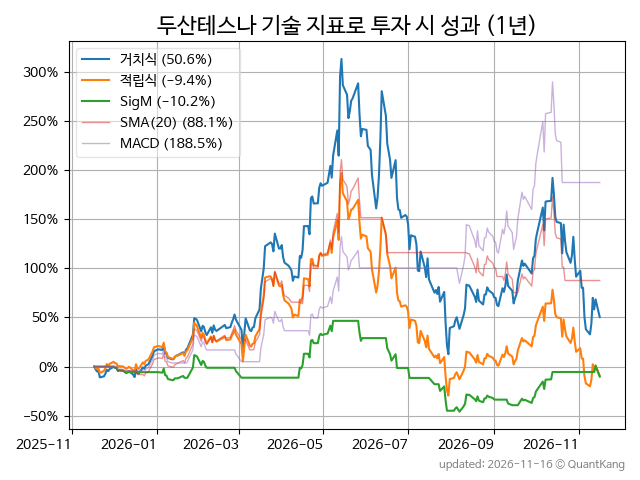 두산테스나 기술 지표로 투자 시 성과 (1년)
거치식 (50.6%)
적립식 (-9.4%)
SigM (-10.2%)
SMA(20) (88.1%)
MACD (188.5%)
300%
250%
200%
150%
100%
50%
0%
-50%
2025-11 2026-01 2026-03 2026-05 2026-07 2026-09 2026-11
updated: 2026-11-16 © QuantKang